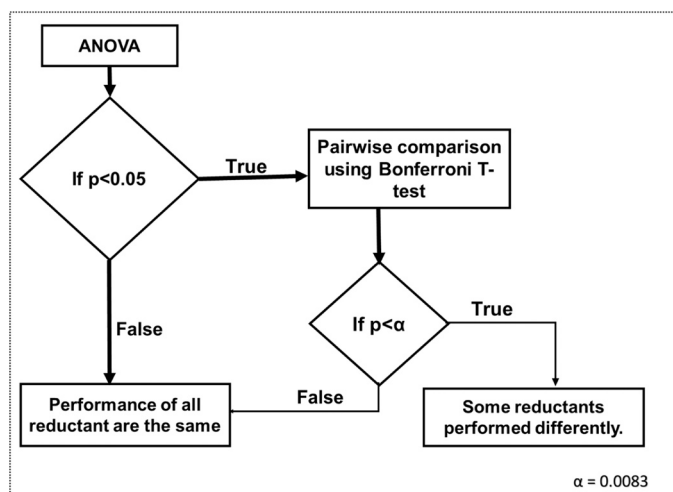 ANOVA
If p<0.05
True
Pairwise comparison
using Bonferroni T-
test
False
If p<α
True
False
Performance of all
reductant are the same
Some reductants
performed differently.
α = 0.0083